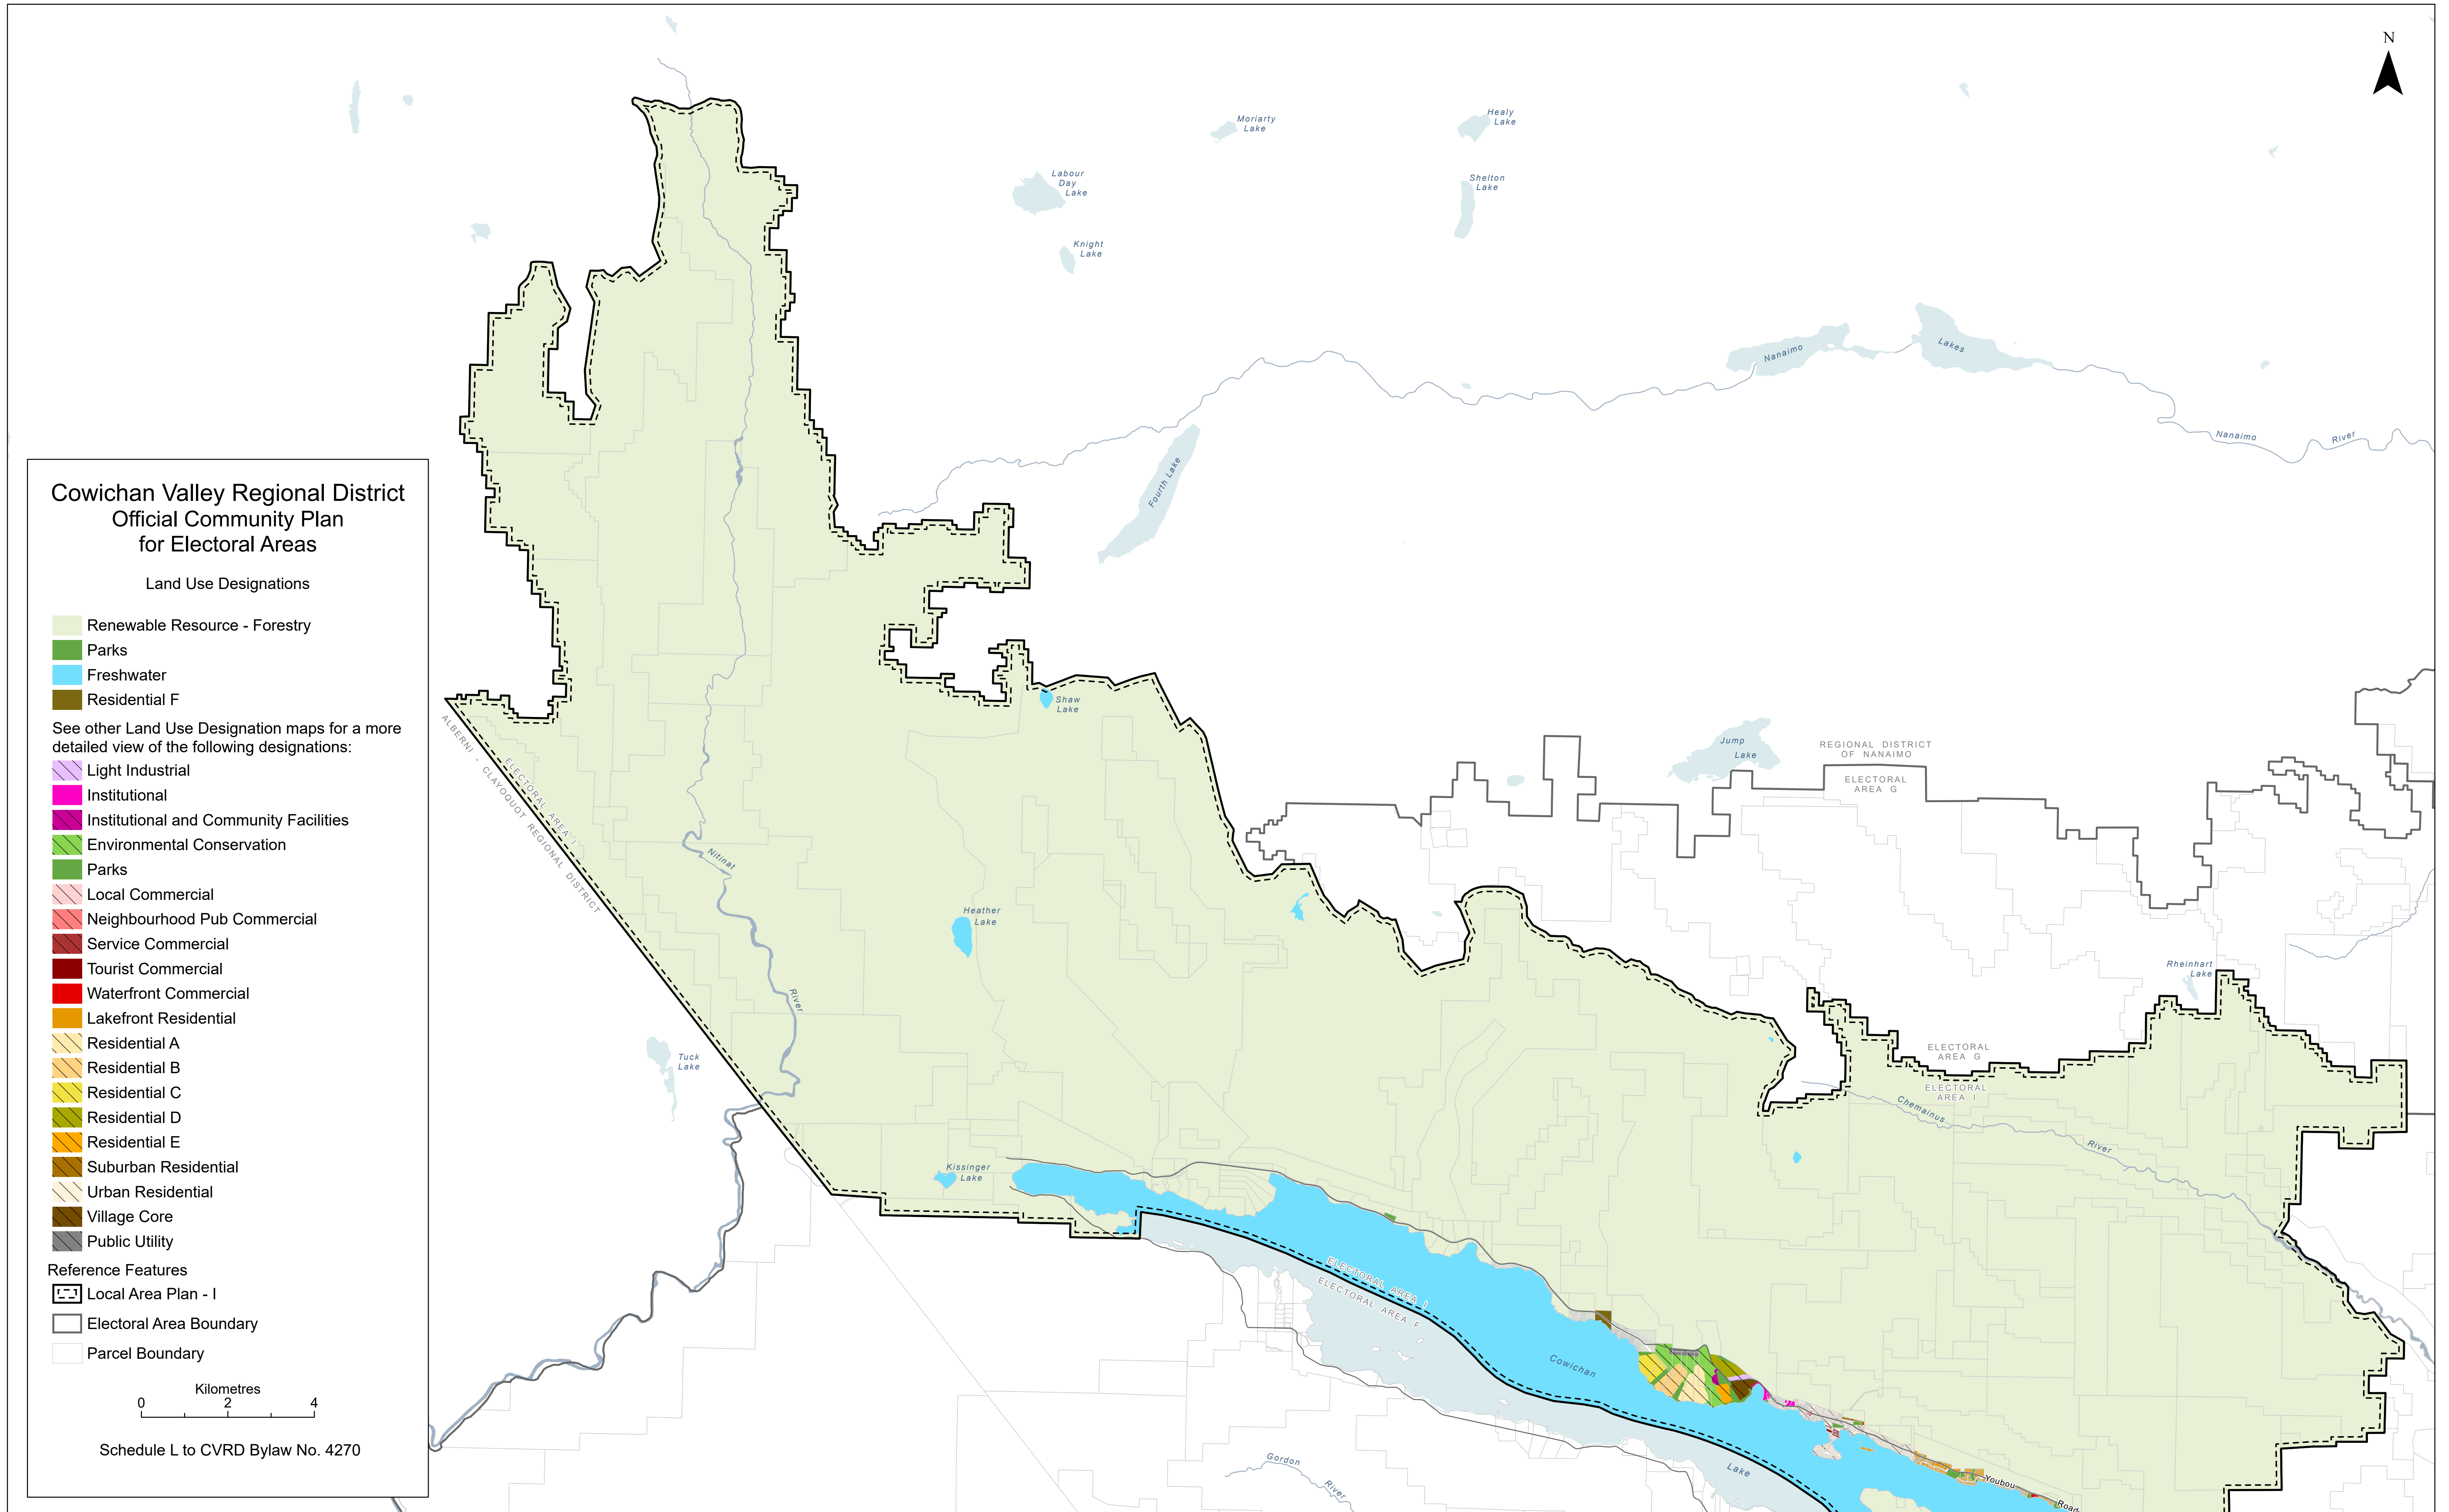 Cowichan Valley Regional District
Official Community Plan
for Electoral Areas
Land Use Designations
Renewable Resource - Forestry
Parks
Freshwater
Residential F
See other Land Use Designation maps for a more
detailed view of the following designations:
Light Industrial
Institutional
Institutional and Community Facilities
Environmental Conservation
Parks
Local Commercial
Neighbourhood Pub Commercial
Service Commercial
Tourist Commercial
Waterfront Commercial
Lakefront Residential
Residential A
Residential B
Residential C
Residential D
Residential E
Suburban Residential
Urban Residential
Village Core
Public Utility
Reference Features
Local Area Plan - I
Electoral Area Boundary
Parcel Boundary
Kilometres
0 2 4
Schedule L to CVRD Bylaw No. 4270
N
Moriarty
Lake
Healy
Lake
Labour
Day
Lake
Shelton
Lake
Knight
Lake
Nanaimo
Lakes
Nanaimo
River
Fourth Lake
Shaw
Lake
Jump
Lake
REGIONAL DISTRICT
OF NANAIMO
ELECTORAL
AREA G
ELECTORAL AREA I
ALBERNI - CLAYOQUOT REGIONAL DISTRICT
Nitinat
River
Heather
Lake
Rheinhart
Lake
Tuck
Lake
ELECTORAL
AREA G
ELECTORAL
AREA I
Chemainus
River
Kissinger
Lake
ELECTORAL AREA I
ELECTORAL AREA F
Cowichan
Lake
Gordon
River
Youbou
Road